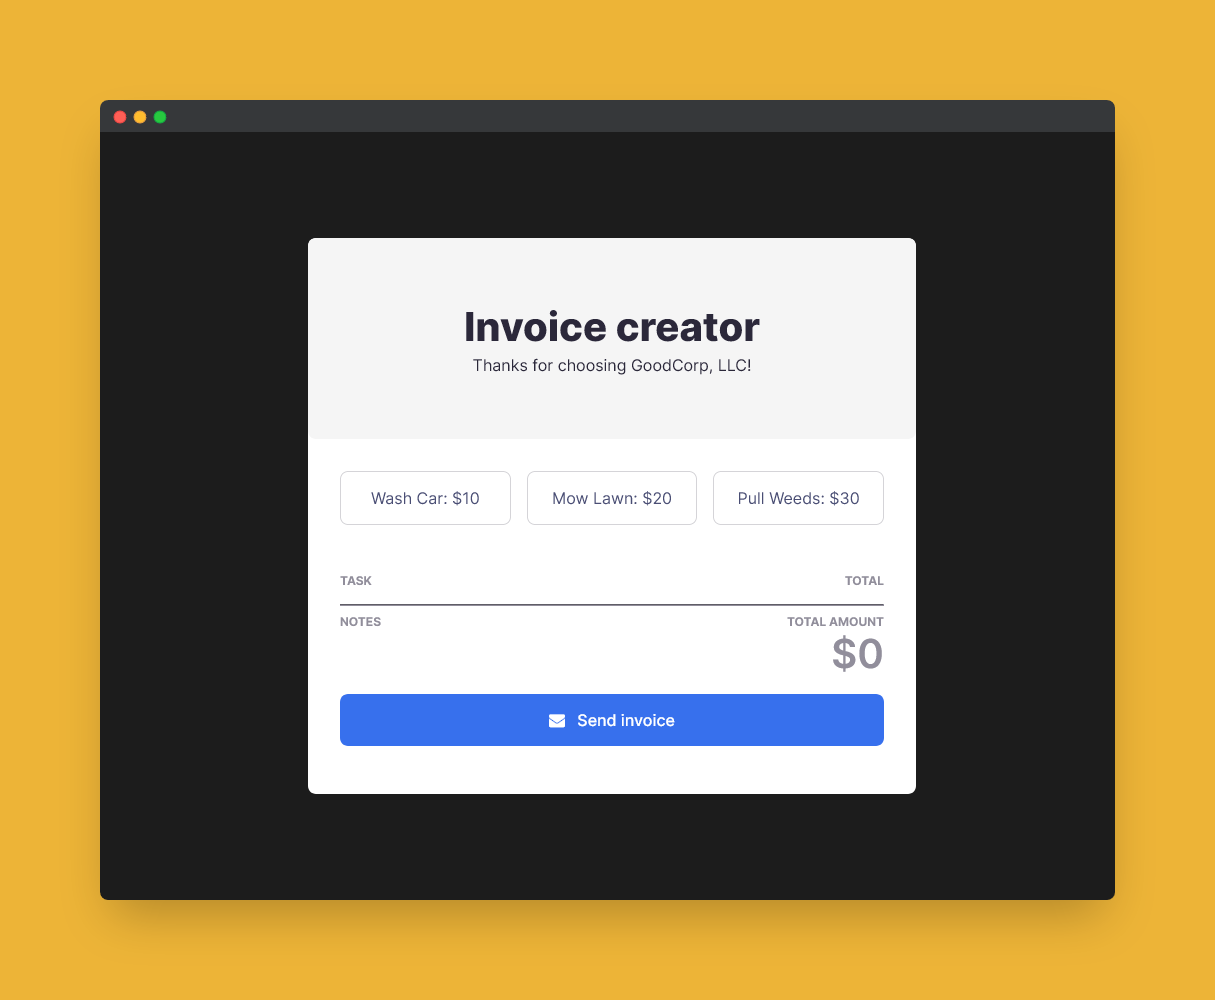 Invoice creator
Thanks for choosing GoodCorp, LLC!
Wash Car: $10 Mow Lawn: $20 Pull Weeds: $30
TASK TOTAL
NOTES TOTAL AMOUNT
$0
Send invoice